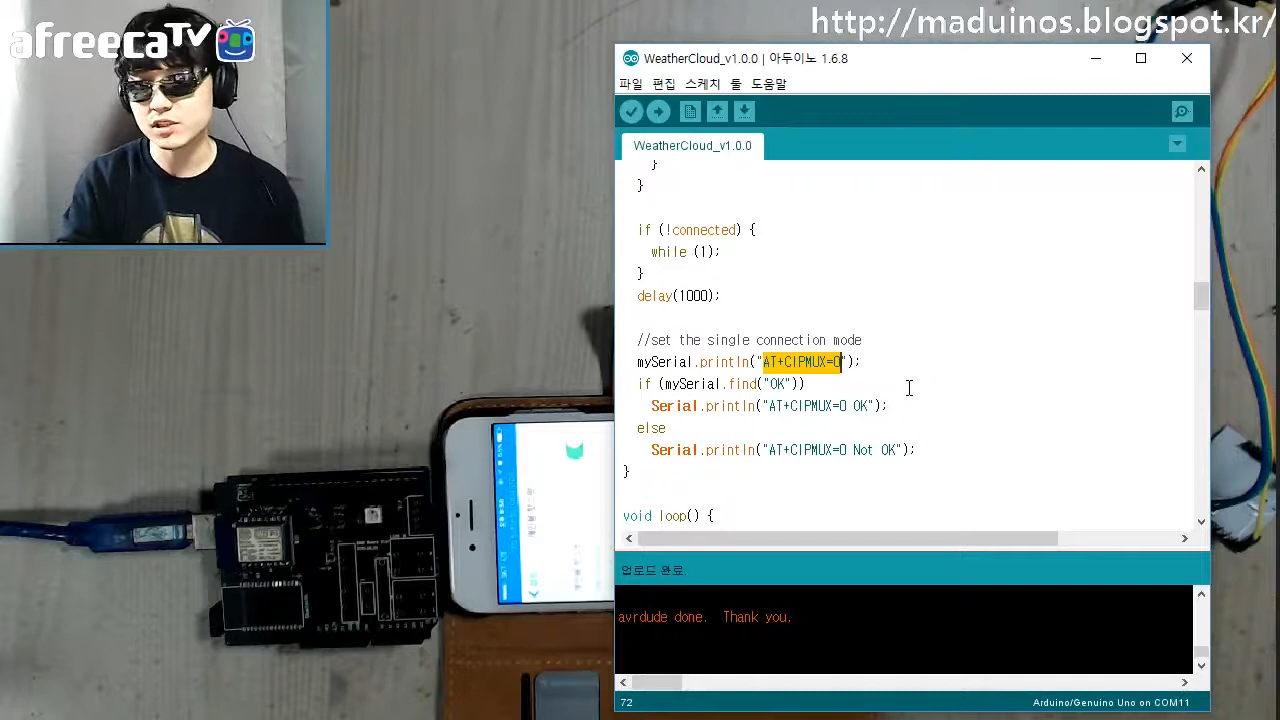 http://maduinos.blogspot.kr/
afreecaTV
WeatherCloud_v1.0.0 | 아두이노 1.6.8
파일 편집 스케치 툴 도움말
WeatherCloud_v1.0.0
}
}
if (!connected) {
while (1);
}
delay(1000);
//set the single connection mode
mySerial.println("AT+CIPMUX=0");
if (mySerial.find("OK"))
Serial.println("AT+CIPMUX=0 OK");
else
Serial.println("AT+CIPMUX=0 Not OK");
}
void loop() {
업로드 완료.
avrdude done.  Thank you.
72
Arduino/Genuino Uno on COM11